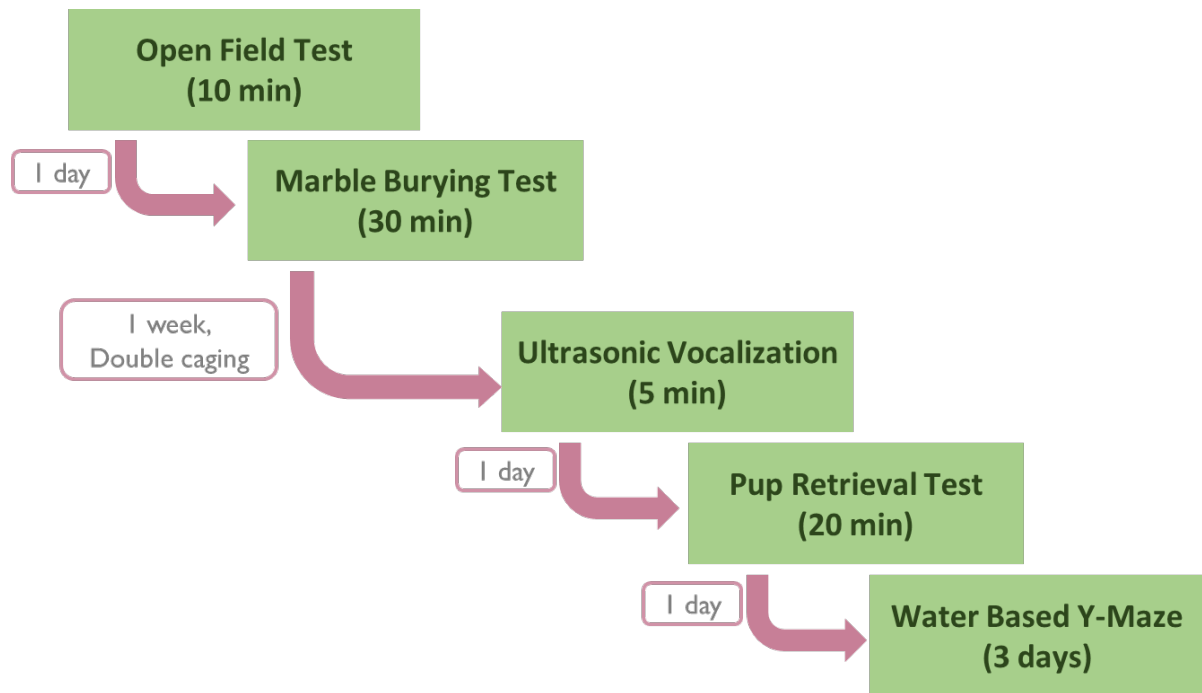 Open Field Test
(10 min)
1 day
Marble Burying Test
(30 min)
1 week,
Double caging
Ultrasonic Vocalization
(5 min)
1 day
Pup Retrieval Test
(20 min)
1 day
Water Based Y-Maze
(3 days)